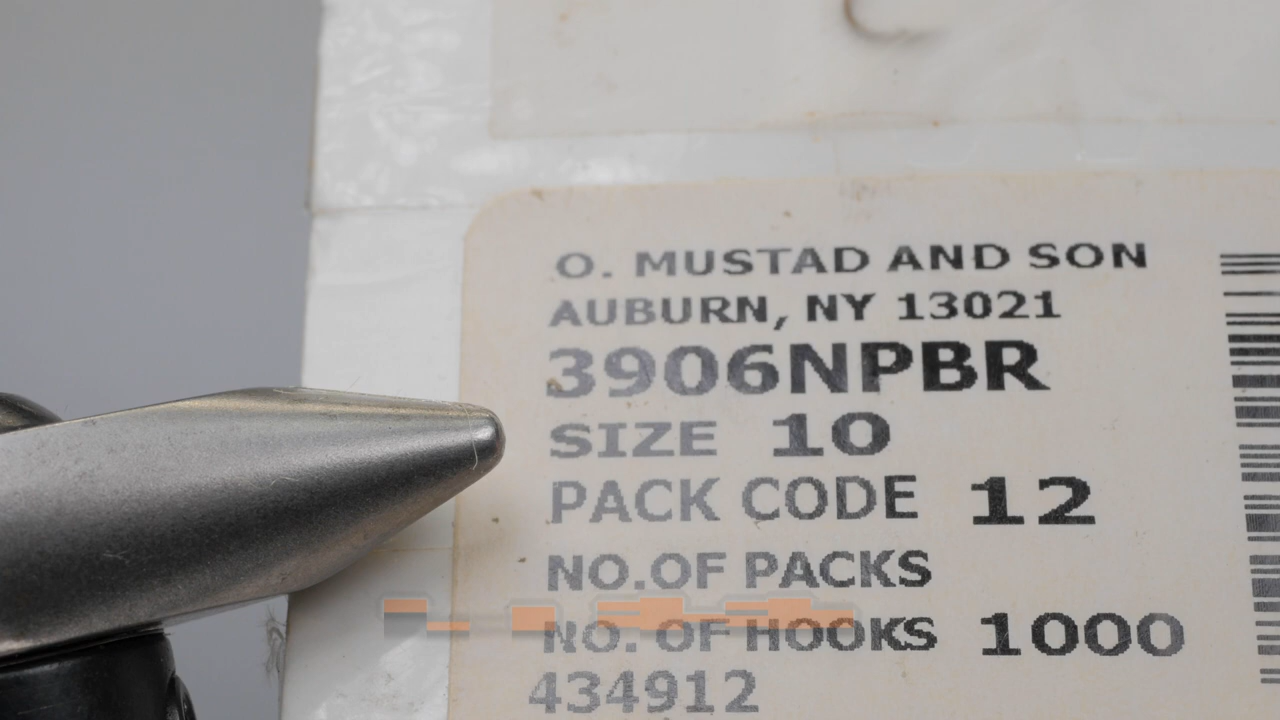 O. MUSTAD AND SON
AUBURN, NY 13021
3906NPBR
SIZE 10
PACK CODE 12
NO.OF PACKS
NO. OF HOOKS 1000
434912